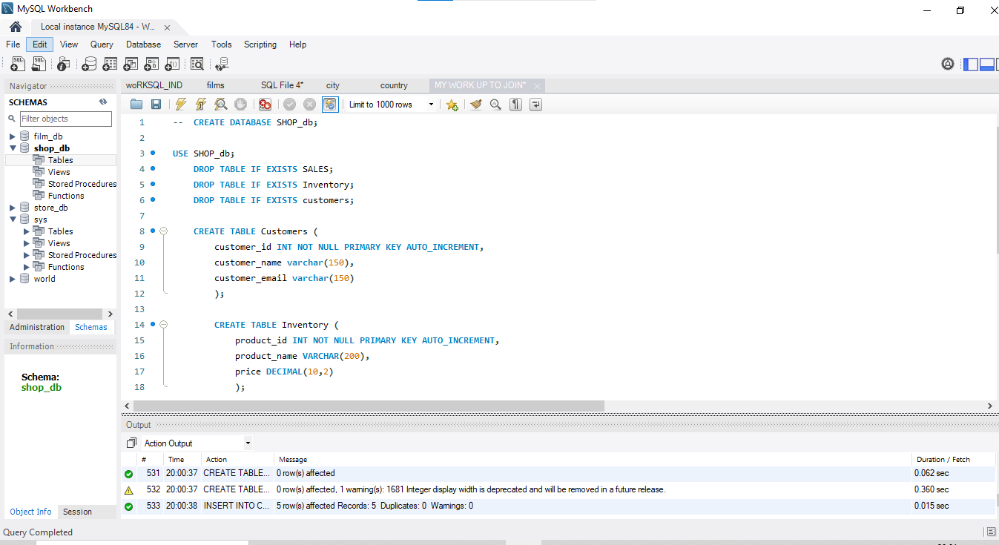 MySQL Workbench
Local instance MySQL84 - W... ×
File Edit View Query Database Server Tools Scripting Help
Navigator
SCHEMAS
Filter objects
film_db
shop_db
Tables
Views
Stored Procedures
Functions
store_db
sys
Tables
Views
Stored Procedures
Functions
world
Administration Schemas
Information
Schema:
shop_db
Object Info Session
woRKSQL_IND films SQL File 4* city country MY WORK UP TO JOIN* ×
Limit to 1000 rows
1 -- CREATE DATABASE SHOP_db;
2
3 USE SHOP_db;
4 DROP TABLE IF EXISTS SALES;
5 DROP TABLE IF EXISTS Inventory;
6 DROP TABLE IF EXISTS customers;
7
8 CREATE TABLE Customers (
9 customer_id INT NOT NULL PRIMARY KEY AUTO_INCREMENT,
10 customer_name varchar(150),
11 customer_email varchar(150)
12 );
13
14 CREATE TABLE Inventory (
15 product_id INT NOT NULL PRIMARY KEY AUTO_INCREMENT,
16 product_name VARCHAR(200),
17 price DECIMAL(10,2)
18 );
Output
Action Output
# Time Action Message Duration / Fetch
531 20:00:37 CREATE TABLE... 0 row(s) affected 0.062 sec
532 20:00:37 CREATE TABLE... 0 row(s) affected, 1 warning(s): 1681 Integer display width is deprecated and will be removed in a future release. 0.360 sec
533 20:00:38 INSERT INTO C... 5 row(s) affected Records: 5 Duplicates: 0 Warnings: 0 0.015 sec
Query Completed